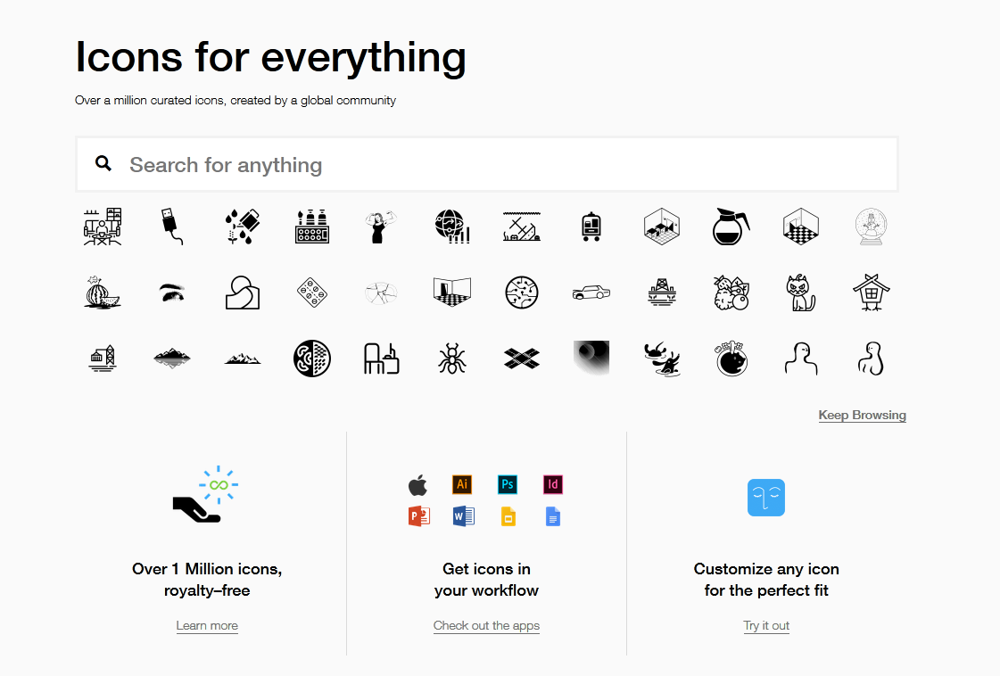 Icons for everything
Over a million curated icons, created by a global community
Search for anything
Keep Browsing
Ai Ps Id
P W
Over 1 Million icons,
royalty–free
Learn more
Get icons in
your workflow
Check out the apps
Customize any icon
for the perfect fit
Try it out